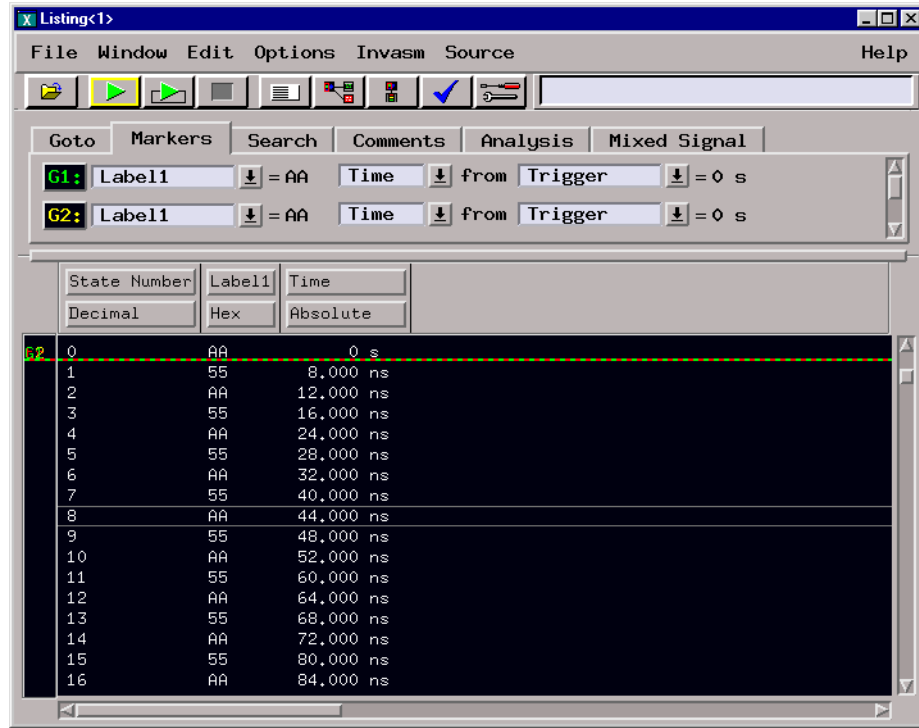 X Listing<1>
File Window Edit Options Invasm Source Help
Goto Markers Search Comments Analysis Mixed Signal
G1: Label1 = AA Time from Trigger = 0 s
G2: Label1 = AA Time from Trigger = 0 s
State Number Label1 Time
Decimal Hex Absolute
G2 0 AA 0 s
1 55 8.000 ns
2 AA 12.000 ns
3 55 16.000 ns
4 AA 24.000 ns
5 55 28.000 ns
6 AA 32.000 ns
7 55 40.000 ns
8 AA 44.000 ns
9 55 48.000 ns
10 AA 52.000 ns
11 55 60.000 ns
12 AA 64.000 ns
13 55 68.000 ns
14 AA 72.000 ns
15 55 80.000 ns
16 AA 84.000 ns